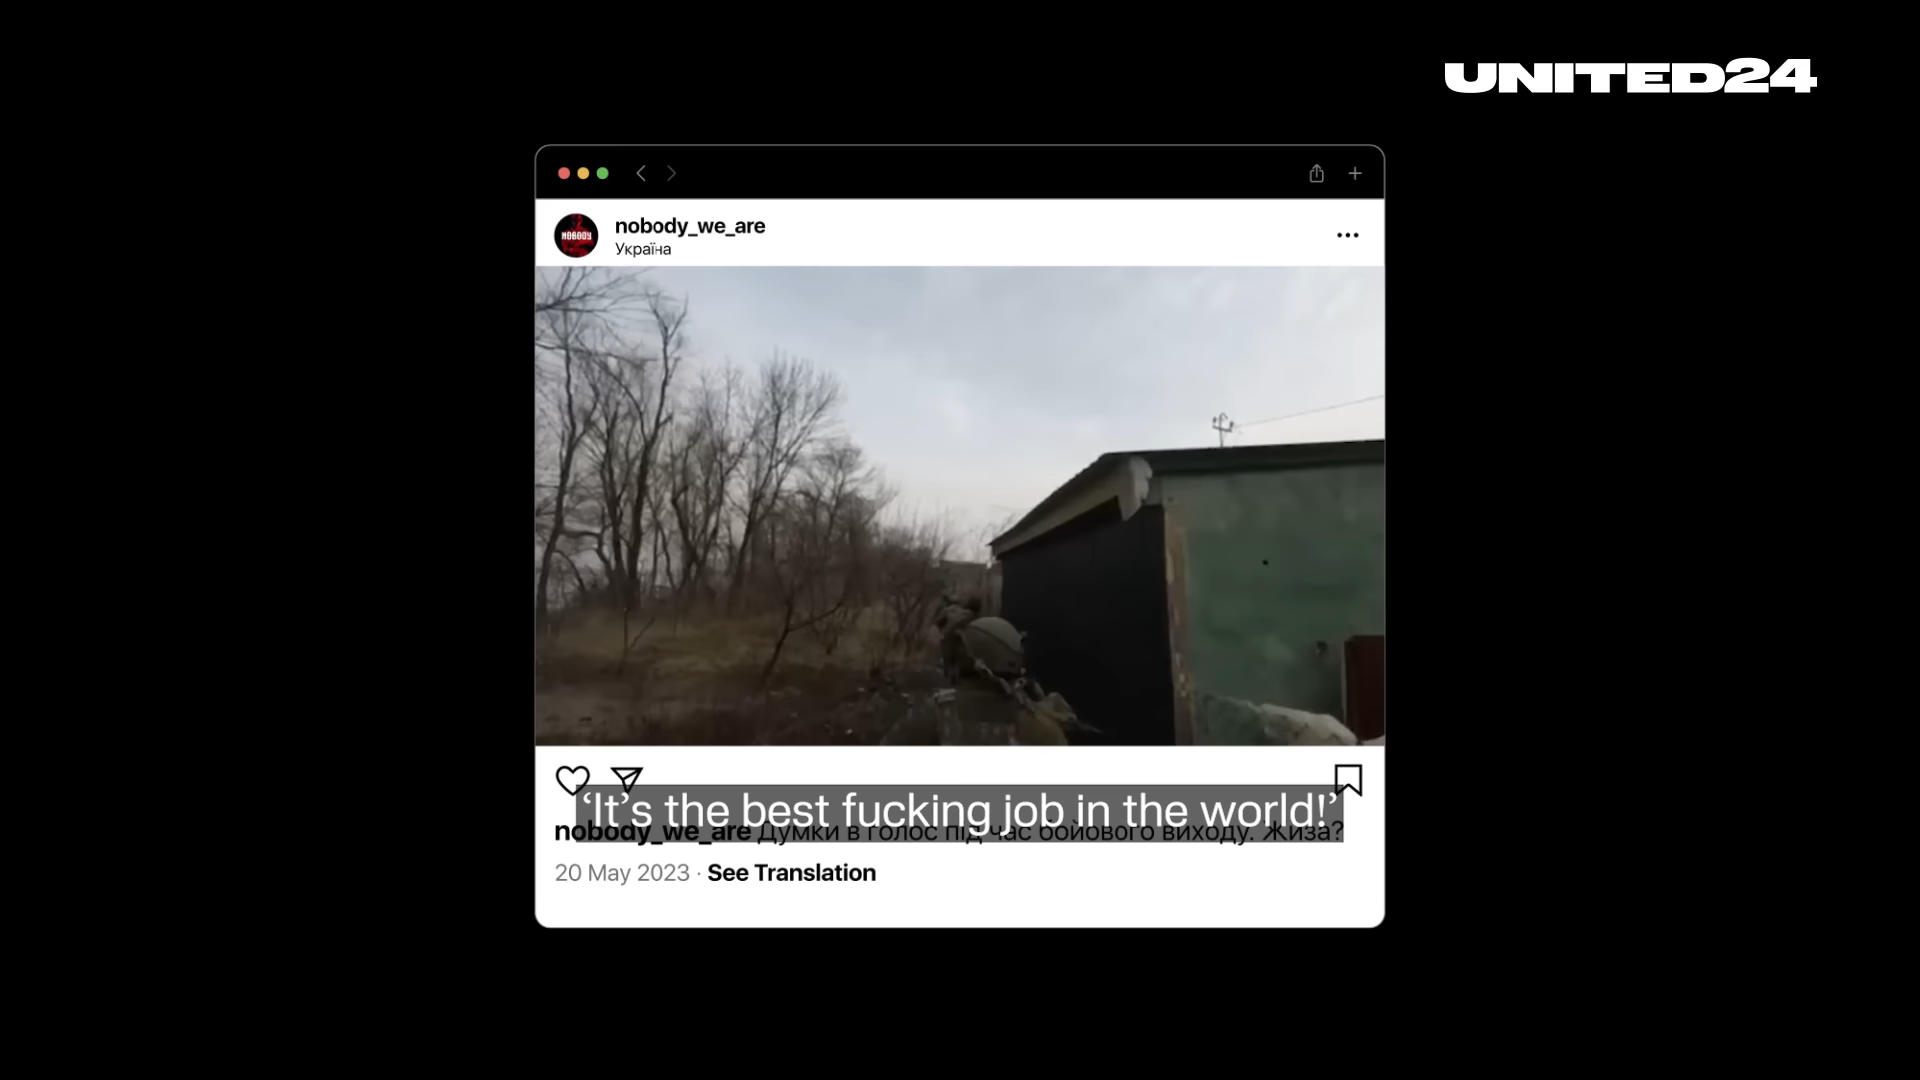 UNITED24
NOBODY
nobody_we_are
Україна
‘It’s the best fucking job in the world!’
nobody_we_are Думки в голос під час бойового виходу. Жиза?
20 May 2023 · See Translation